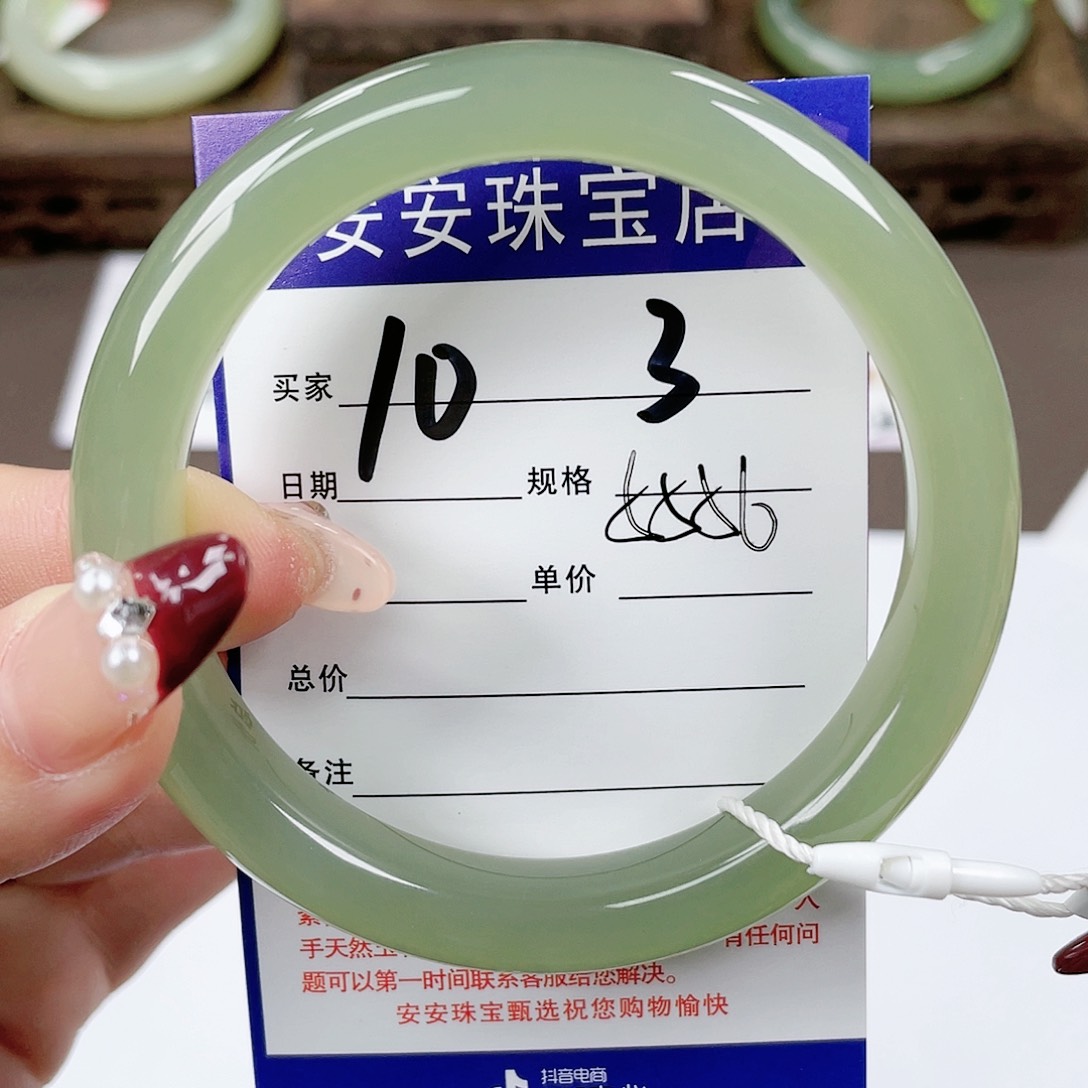 安安珠宝店
买家 10 3
日期 规格
单价
总价
备注
手天然玉 有任何问
题可以第一时间联系客服给您解决。
安安珠宝甄选祝您购物愉快
抖音电商